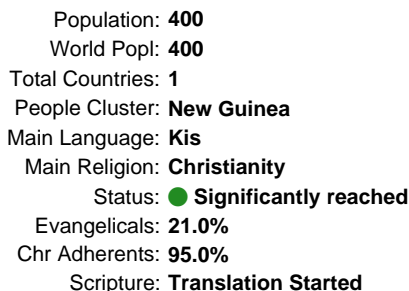 Population: 400
World Popl: 400
Total Countries: 1
People Cluster: New Guinea
Main Language: Kis
Main Religion: Christianity
Status: Significantly reached
Evangelicals: 21.0%
Chr Adherents: 95.0%
Scripture: Translation Started